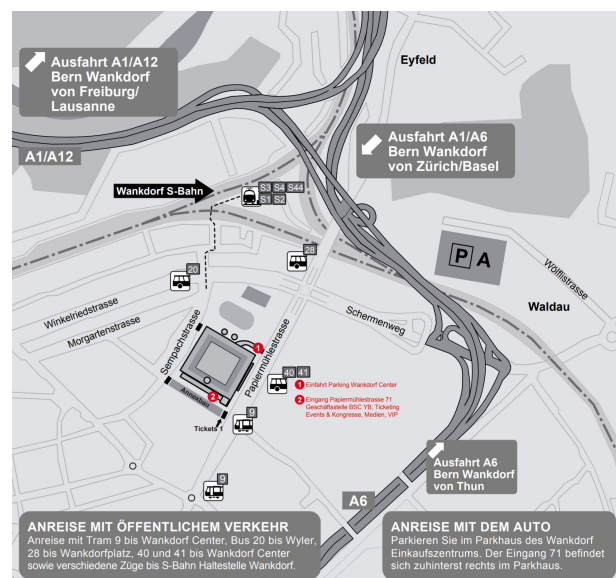 Ausfahrt A1/A12
Bern Wankdorf
von Freiburg/
Lausanne
Eyfeld
A1/A12
Ausfahrt A1/A6
Bern Wankdorf
von Zürich/Basel
Wankdorf S-Bahn
S3 S4 S44
S1 S2
28
20
P A
Wölflistrasse
Waldau
Winkelriedstrasse
Morgartenstrasse
Sempachstrasse
Papiermühlestrasse
Schermenweg
1
2
Annexbau
Tickets 1
40 41
1 Einfahrt Parking Wankdorf Center
2 Eingang Papiermühlestrasse 71
Geschäftsstelle BSC YB, Ticketing
Events & Kongresse, Medien, VIP
9
9
Ausfahrt A6
Bern Wankdorf
von Thun
A6
ANREISE MIT ÖFFENTLICHEM VERKEHR
Anreise mit Tram 9 bis Wankdorf Center, Bus 20 bis Wyler,
28 bis Wankdorfplatz, 40 und 41 bis Wankdorf Center
sowie verschiedene Züge bis S-Bahn Haltestelle Wankdorf.
ANREISE MIT DEM AUTO
Parkieren Sie im Parkhaus des Wankdorf
Einkaufszentrums. Der Eingang 71 befindet
sich zuhinterst rechts im Parkhaus.